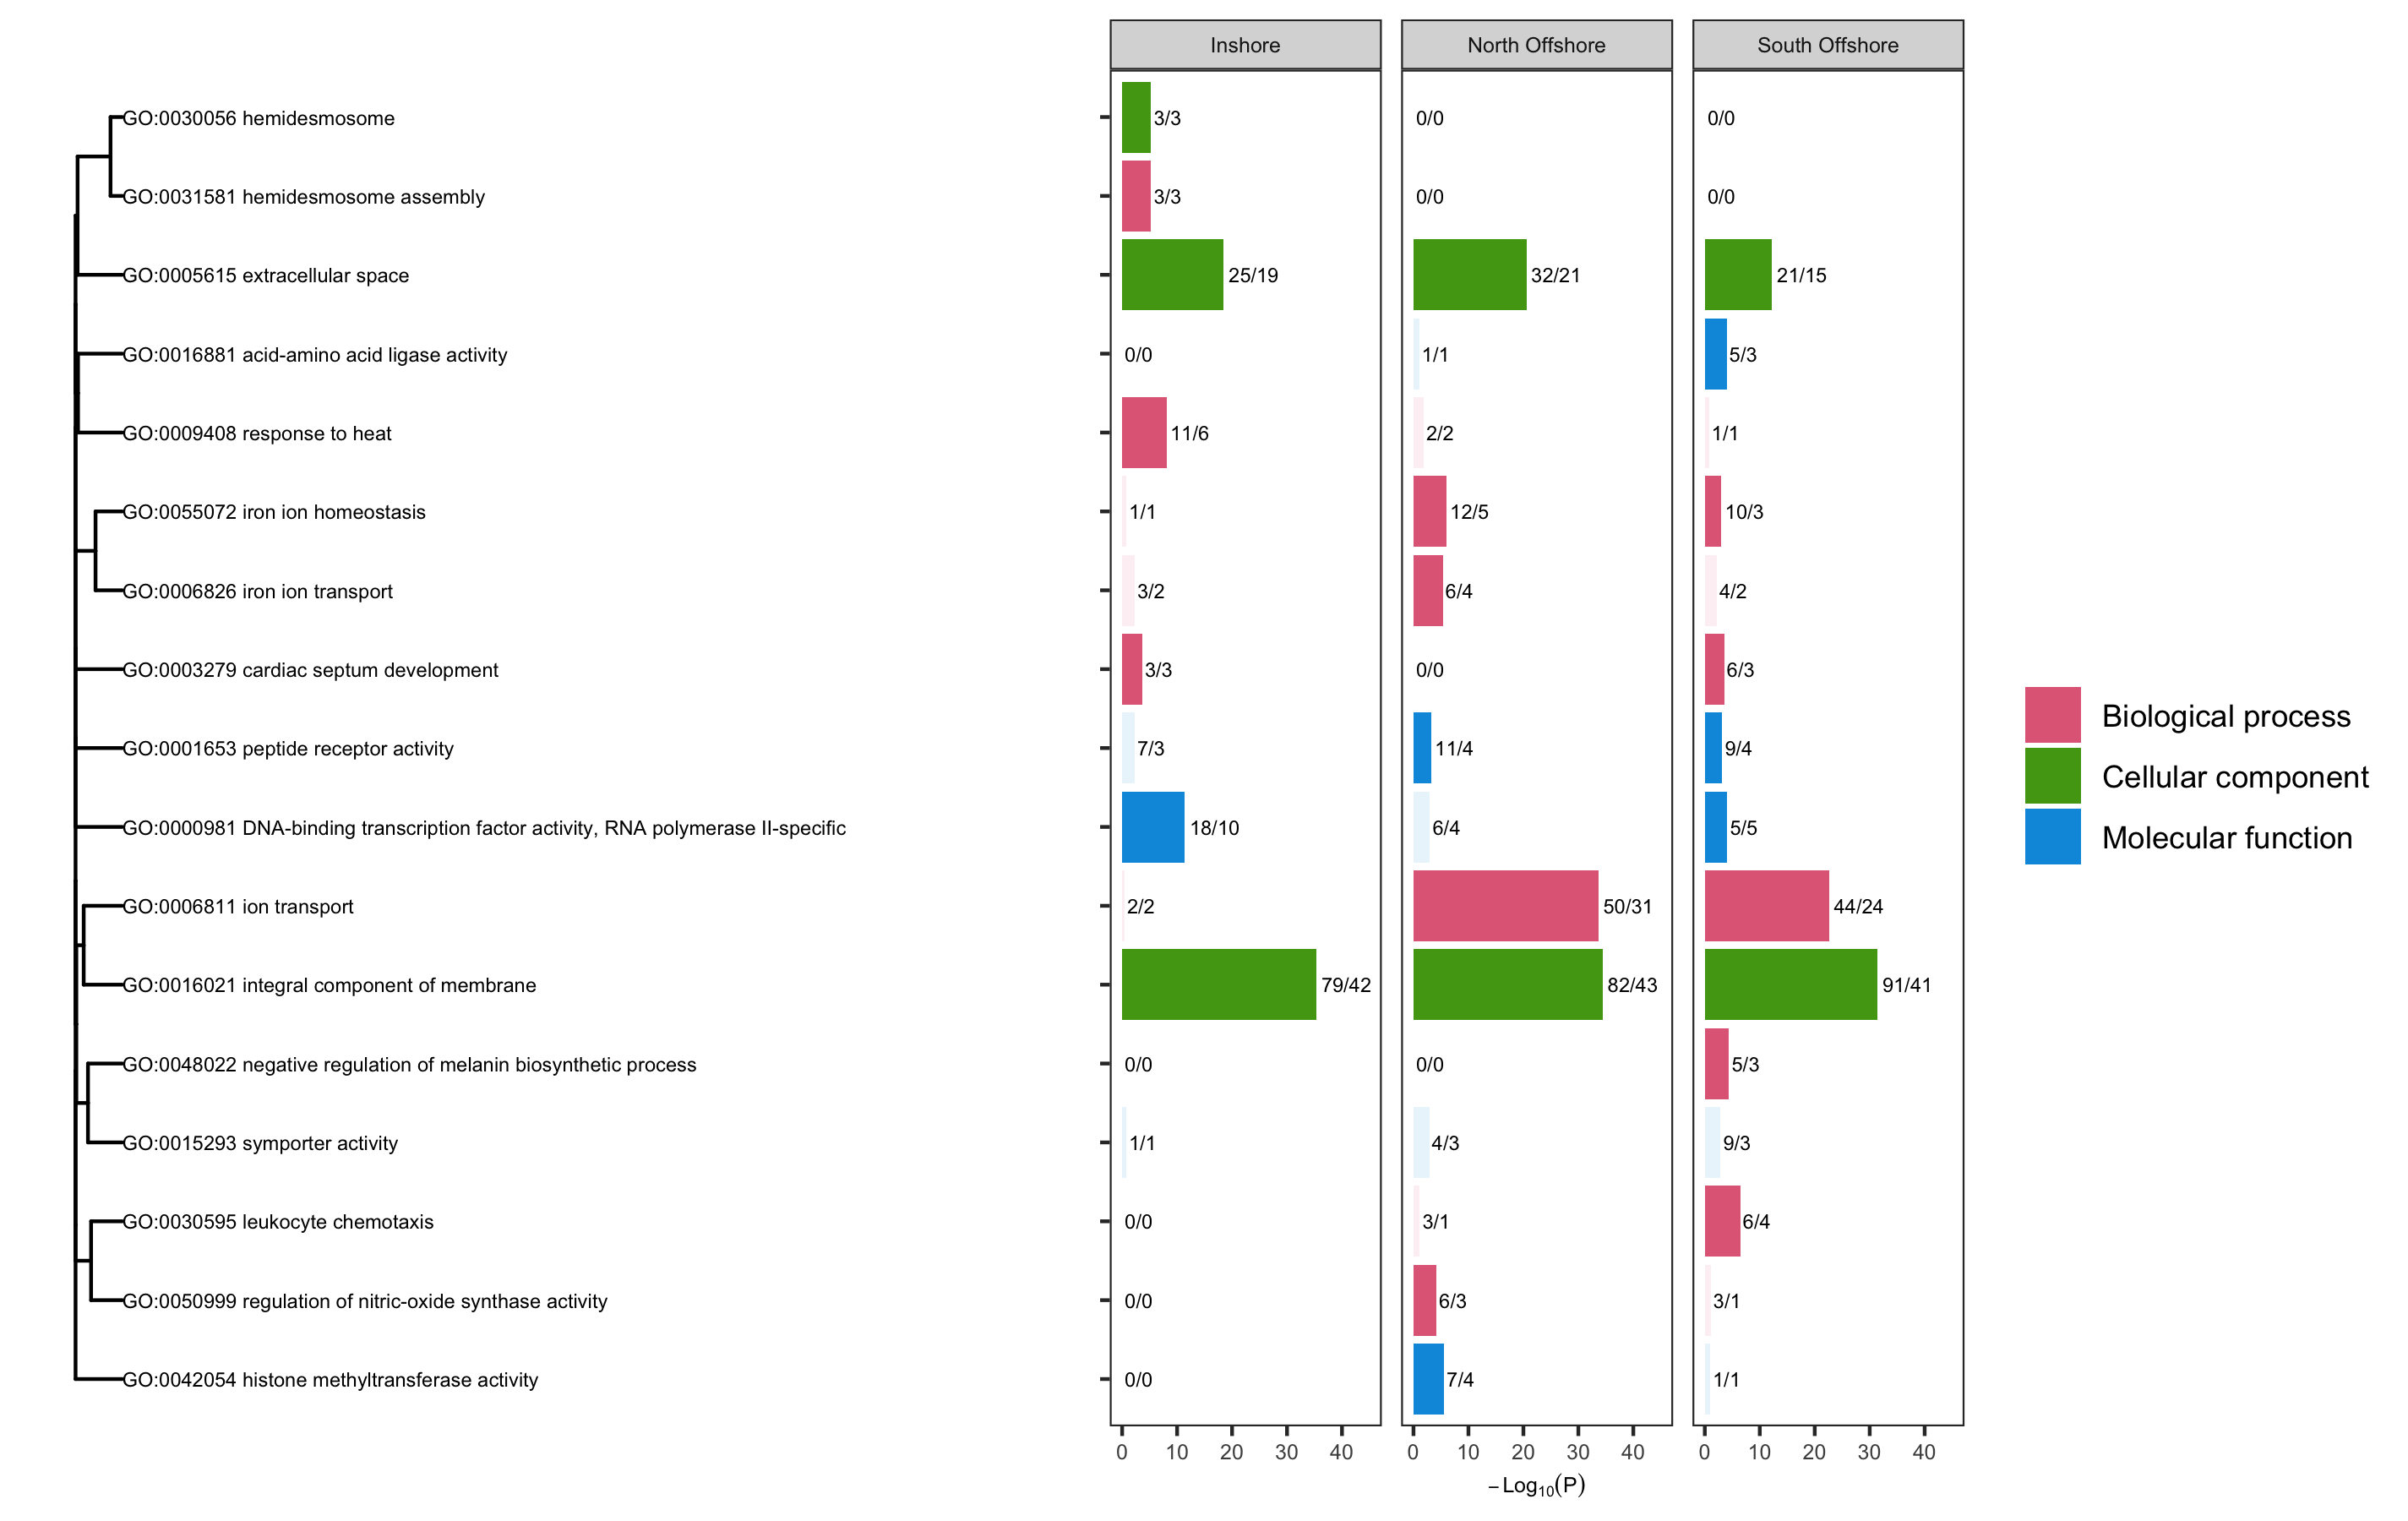 Inshore North Offshore South Offshore
GO:0030056 hemidesmosome 3/3 0/0 0/0
GO:0031581 hemidesmosome assembly 3/3 0/0 0/0
GO:0005615 extracellular space 25/19 32/21 21/15
GO:0016881 acid-amino acid ligase activity 0/0 1/1 5/3
GO:0009408 response to heat 11/6 2/2 1/1
GO:0055072 iron ion homeostasis 1/1 12/5 10/3
GO:0006826 iron ion transport 3/2 6/4 4/2
GO:0003279 cardiac septum development 3/3 0/0 6/3
GO:0001653 peptide receptor activity 7/3 11/4 9/4
GO:0000981 DNA-binding transcription factor activity, RNA polymerase II-specific 18/10 6/4 5/5
GO:0006811 ion transport 2/2 50/31 44/24
GO:0016021 integral component of membrane 79/42 82/43 91/41
GO:0048022 negative regulation of melanin biosynthetic process 0/0 0/0 5/3
GO:0015293 symporter activity 1/1 4/3 9/3
GO:0030595 leukocyte chemotaxis 0/0 3/1 6/4
GO:0050999 regulation of nitric-oxide synthase activity 0/0 6/3 3/1
GO:0042054 histone methyltransferase activity 0/0 7/4 1/1
0 10 20 30 40 0 10 20 30 40 0 10 20 30 40
−Log₁₀(P)
Biological process
Cellular component
Molecular function